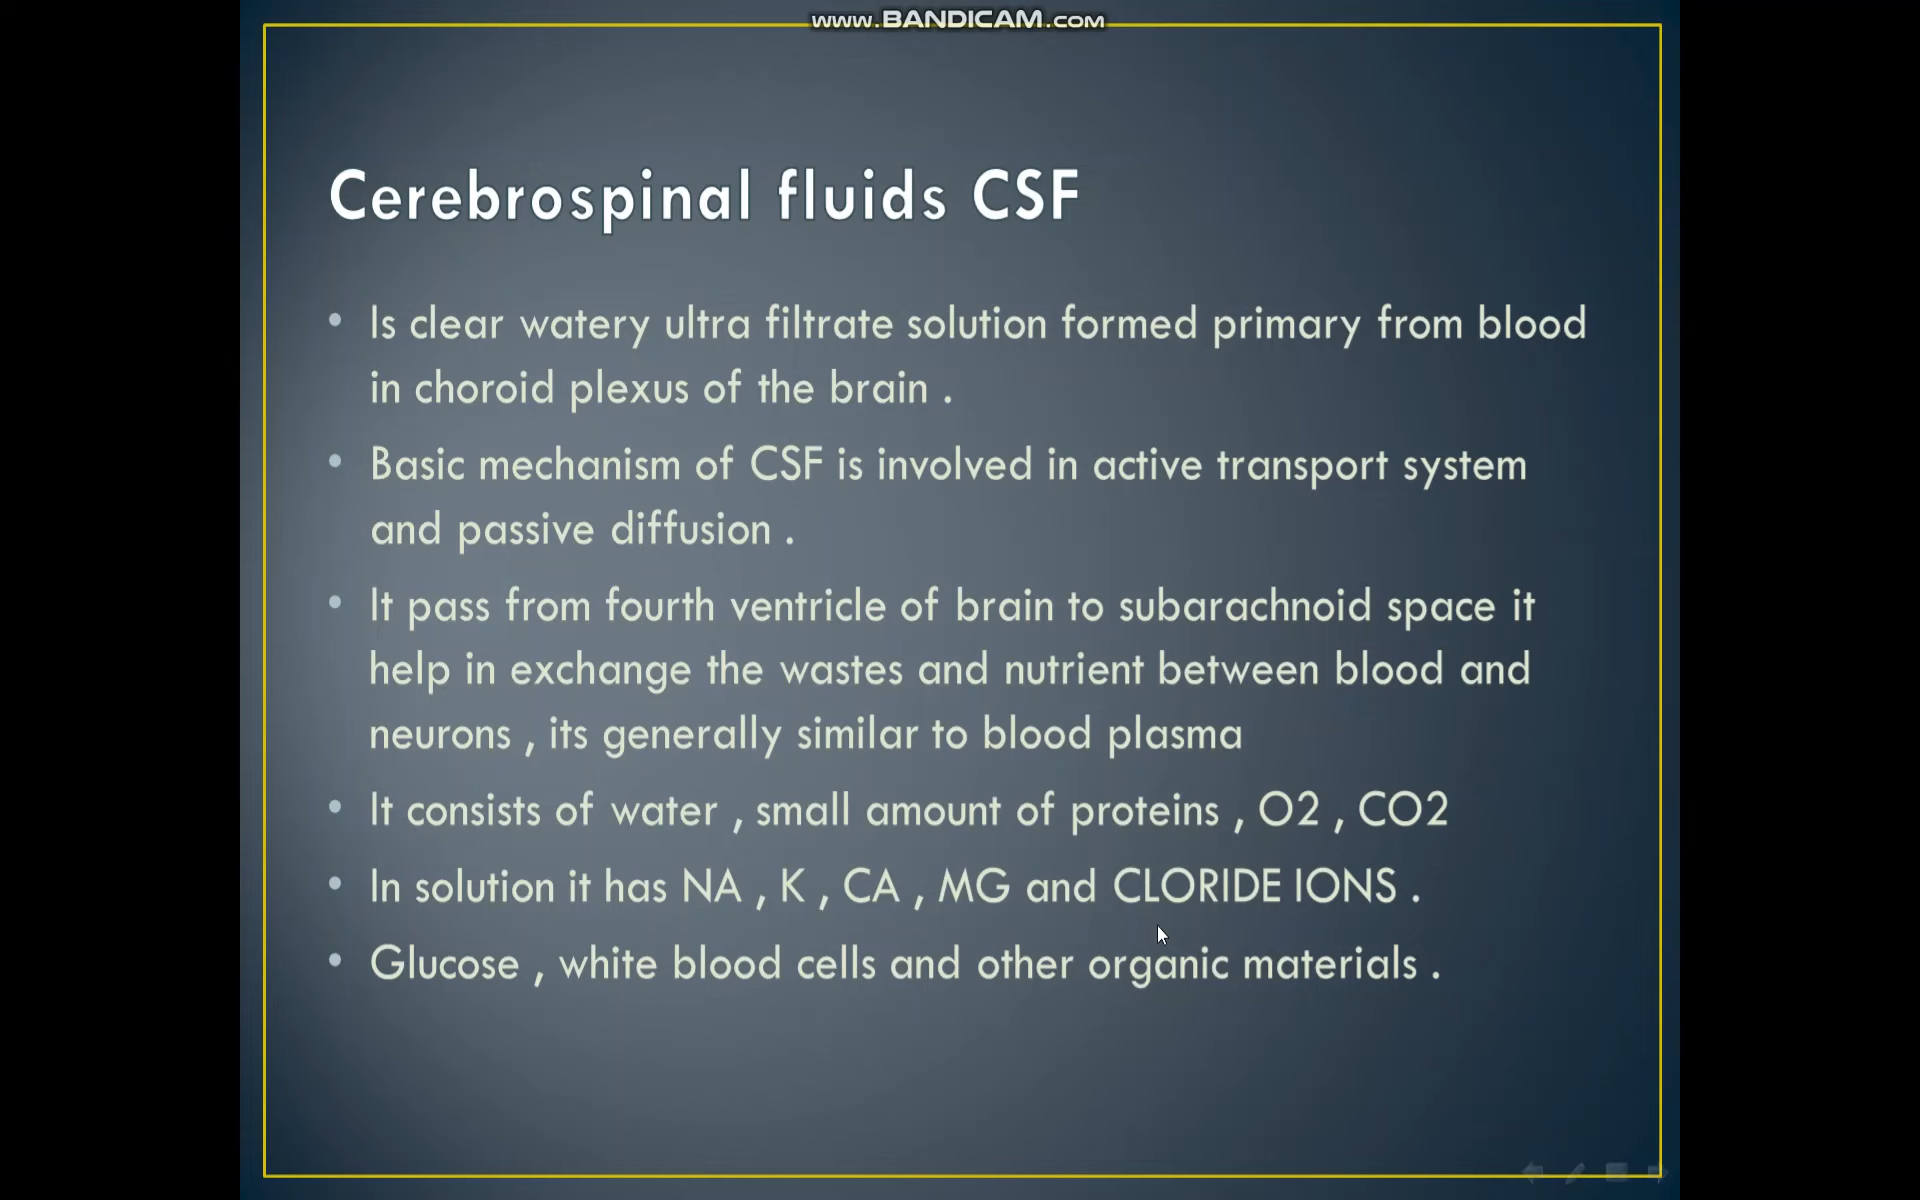 www.BANDICAM.com
Cerebrospinal fluids CSF
• Is clear watery ultra filtrate solution formed primary from blood
in choroid plexus of the brain .
• Basic mechanism of CSF is involved in active transport system
and passive diffusion .
• It pass from fourth ventricle of brain to subarachnoid space it
help in exchange the wastes and nutrient between blood and
neurons , its generally similar to blood plasma
• It consists of water , small amount of proteins , O2 , CO2
• In solution it has NA , K , CA , MG and CLORIDE IONS .
• Glucose , white blood cells and other organic materials .